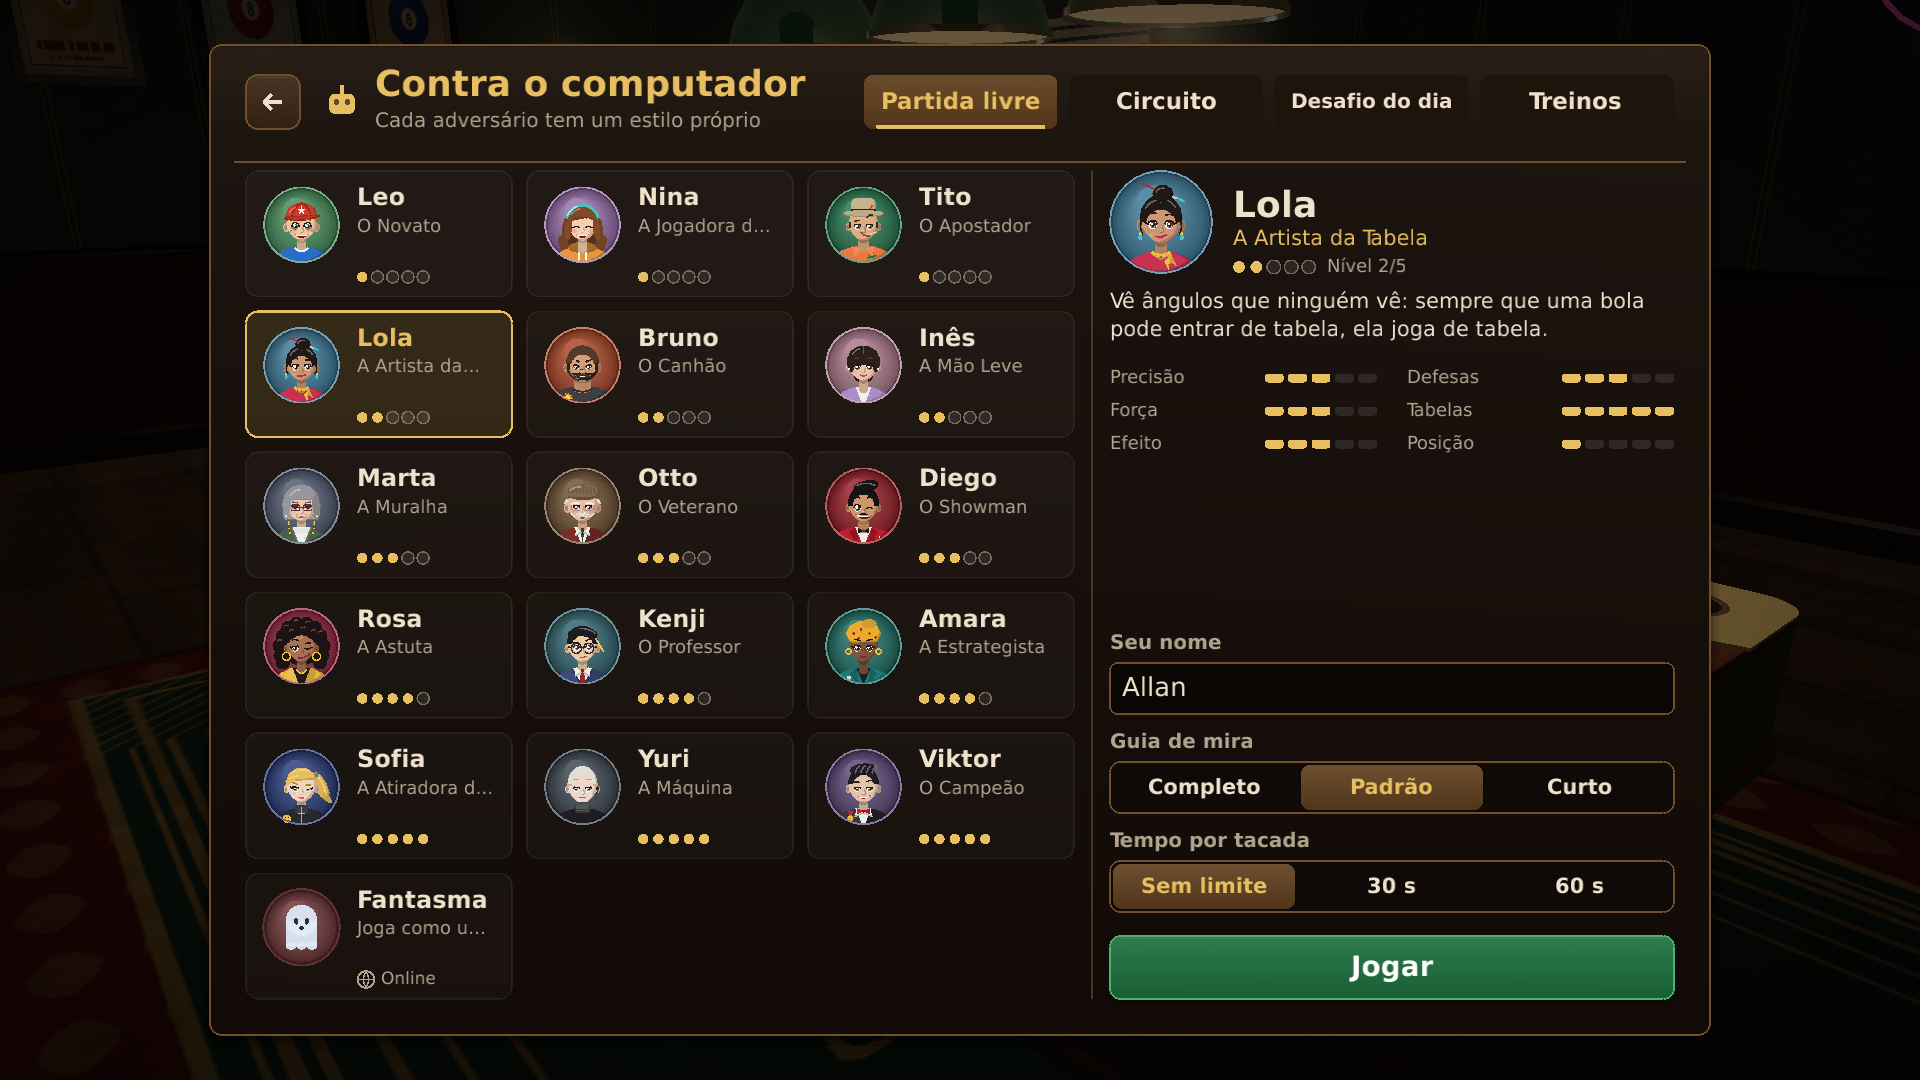 Contra o computador
Cada adversário tem um estilo próprio
Partida livre
Circuito
Desafio do dia
Treinos
Leo
O Novato
Nina
A Jogadora d...
Tito
O Apostador
Lola
A Artista da...
Bruno
O Canhão
Inês
A Mão Leve
Marta
A Muralha
Otto
O Veterano
Diego
O Showman
Rosa
A Astuta
Kenji
O Professor
Amara
A Estrategista
Sofia
A Atiradora d...
Yuri
A Máquina
Viktor
O Campeão
Fantasma
Joga como u...
Online
Lola
A Artista da Tabela
Nível 2/5
Vê ângulos que ninguém vê: sempre que uma bola
pode entrar de tabela, ela joga de tabela.
Precisão
Defesas
Força
Tabelas
Efeito
Posição
Seu nome
Allan
Guia de mira
Completo
Padrão
Curto
Tempo por tacada
Sem limite
30 s
60 s
Jogar